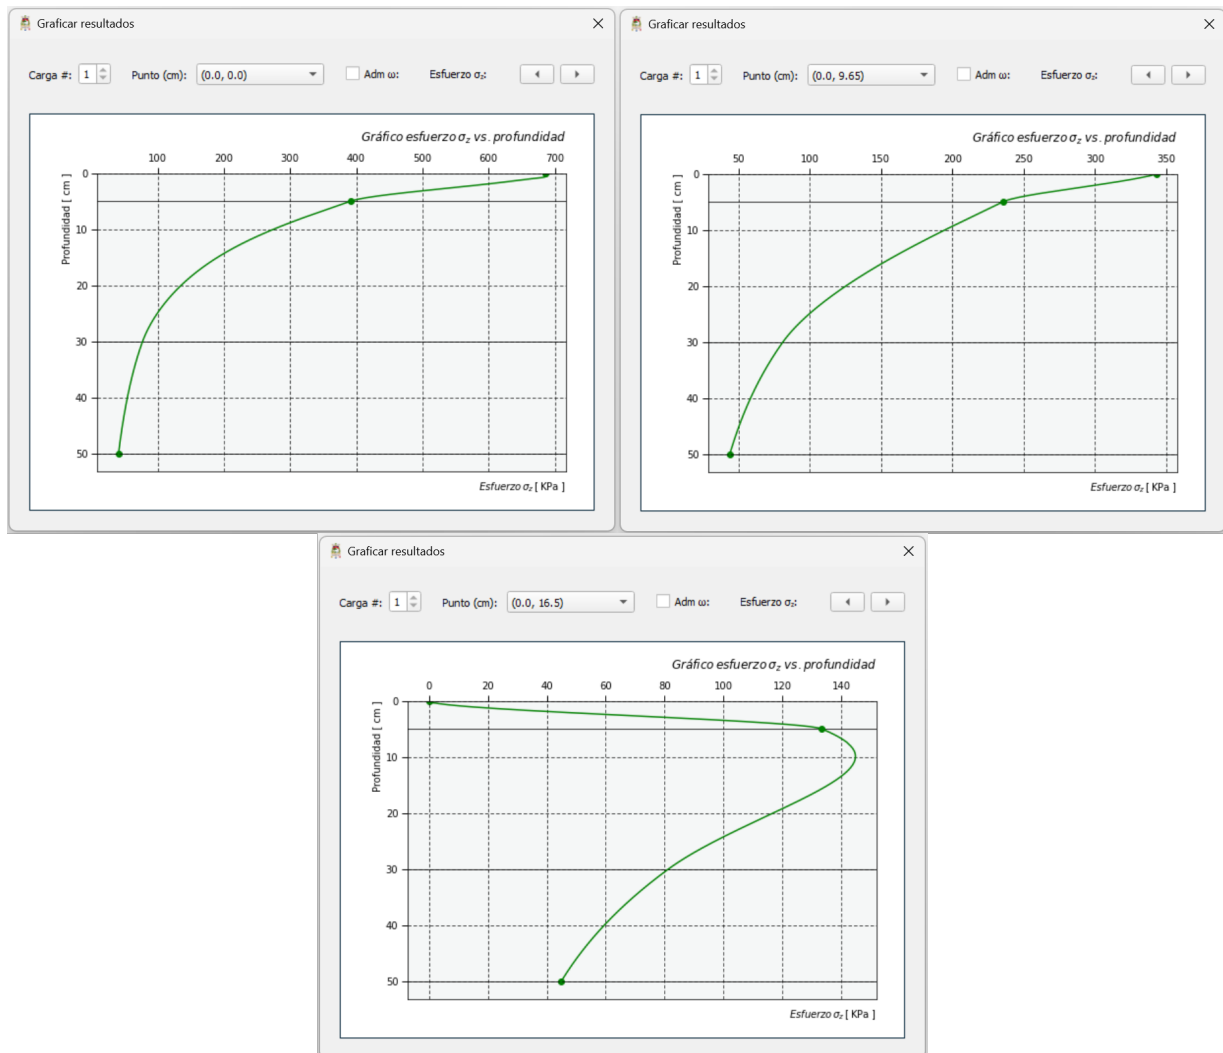 Graficar resultados
Carga #: 1 Punto (cm): (0.0, 0.0) Adm ω: Esfuerzo σz:
Gráfico esfuerzo σz vs. profundidad
100 200 300 400 500 600 700
0
10
20
30
40
50
Profundidad [ cm ]
Esfuerzo σz [ KPa ]
Graficar resultados
Carga #: 1 Punto (cm): (0.0, 9.65) Adm ω: Esfuerzo σz:
Gráfico esfuerzo σz vs. profundidad
50 100 150 200 250 300 350
0
10
20
30
40
50
Profundidad [ cm ]
Esfuerzo σz [ KPa ]
Graficar resultados
Carga #: 1 Punto (cm): (0.0, 16.5) Adm ω: Esfuerzo σz:
Gráfico esfuerzo σz vs. profundidad
0 20 40 60 80 100 120 140
0
10
20
30
40
50
Profundidad [ cm ]
Esfuerzo σz [ KPa ]